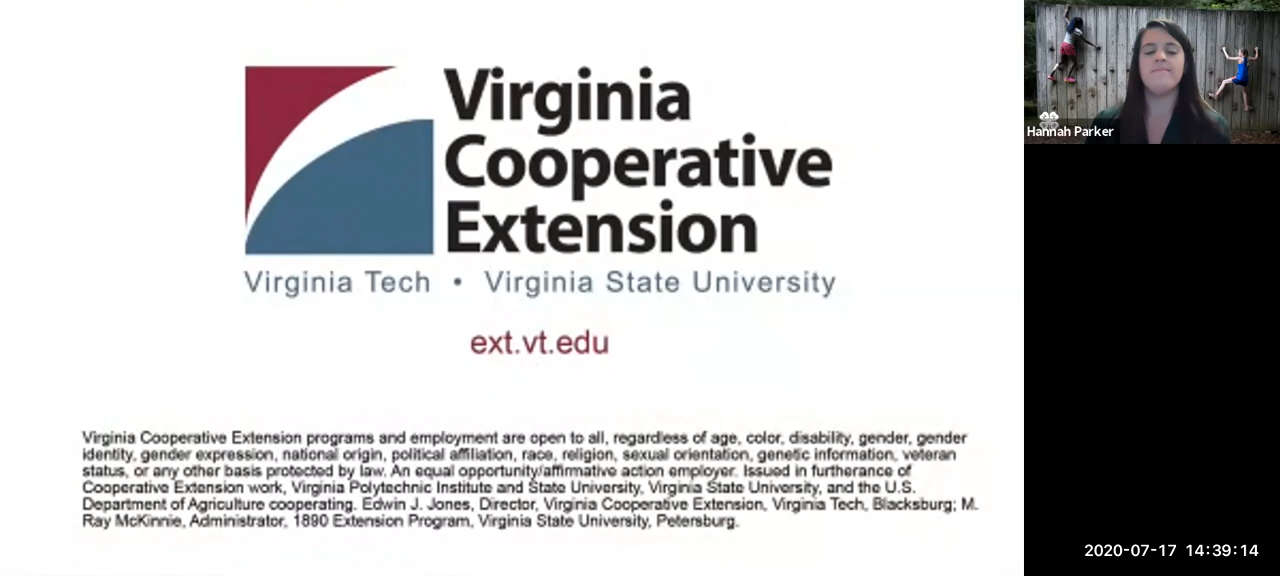 Virginia
Cooperative
Extension
Virginia Tech • Virginia State University
ext.vt.edu
Virginia Cooperative Extension programs and employment are open to all, regardless of age, color, disability, gender, gender
identity, gender expression, national origin, political affiliation, race, religion, sexual orientation, genetic information, veteran
status, or any other basis protected by law. An equal opportunity/affirmative action employer. Issued in furtherance of
Cooperative Extension work, Virginia Polytechnic Institute and State University, Virginia State University, and the U.S.
Department of Agriculture cooperating. Edwin J. Jones, Director, Virginia Cooperative Extension, Virginia Tech, Blacksburg; M.
Ray McKinnie, Administrator, 1890 Extension Program, Virginia State University, Petersburg.
Hannah Parker
2020-07-17 14:39:14